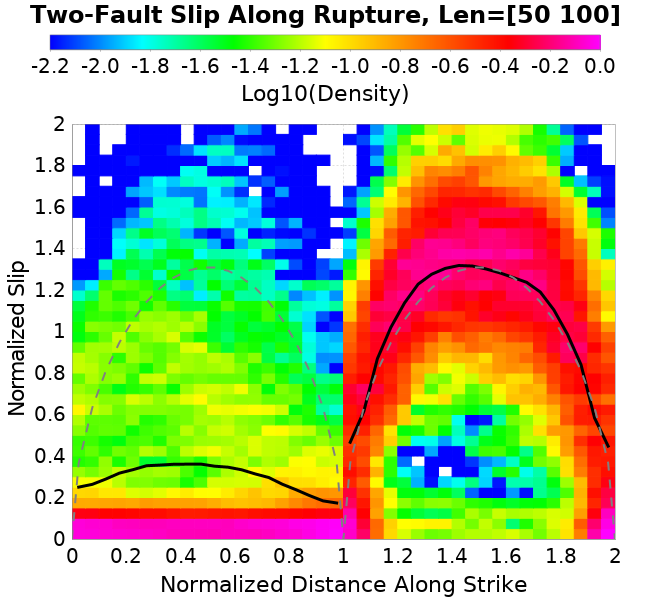 Two-Fault Slip Along Rupture, Len=[50 100]
-2.2 -2.0 -1.8 -1.6 -1.4 -1.2 -1.0 -0.8 -0.6 -0.4 -0.2 0.0
Log10(Density)
2
1.8
1.6
1.4
1.2
1
0.8
0.6
0.4
0.2
0
Normalized Slip
0 0.2 0.4 0.6 0.8 1 1.2 1.4 1.6 1.8 2
Normalized Distance Along Strike